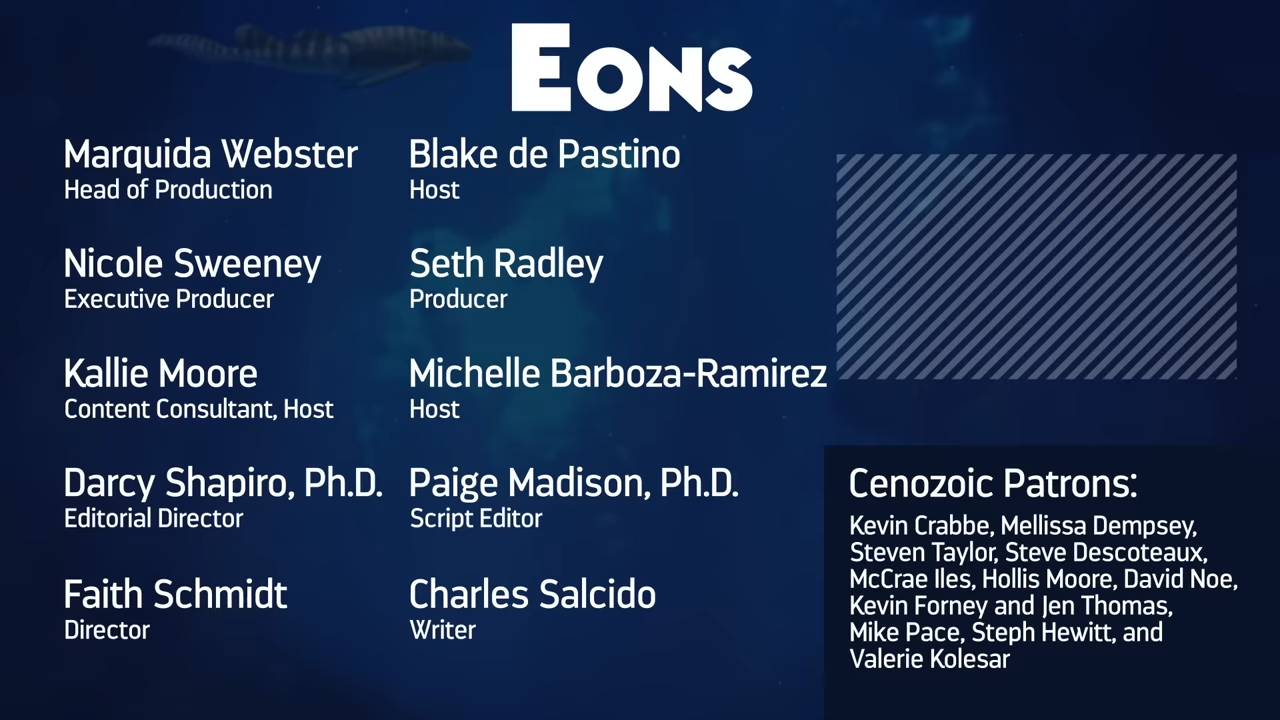 Eons
Marquida Webster
Head of Production
Nicole Sweeney
Executive Producer
Kallie Moore
Content Consultant, Host
Darcy Shapiro, Ph.D.
Editorial Director
Faith Schmidt
Director
Blake de Pastino
Host
Seth Radley
Producer
Michelle Barboza-Ramirez
Host
Paige Madison, Ph.D.
Script Editor
Charles Salcido
Writer
Cenozoic Patrons:
Kevin Crabbe, Mellissa Dempsey,
Steven Taylor, Steve Descoteaux,
McCrae Iles, Hollis Moore, David Noe,
Kevin Forney and Jen Thomas,
Mike Pace, Steph Hewitt, and
Valerie Kolesar